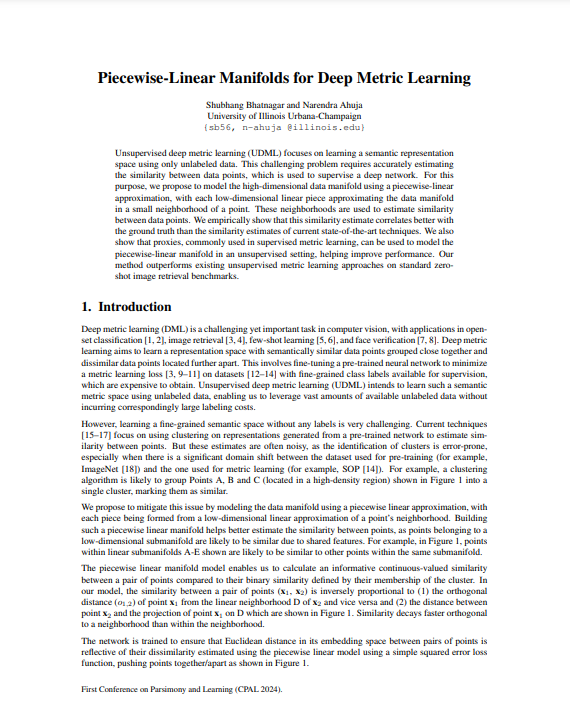 Piecewise-Linear Manifolds for Deep Metric Learning
Shubhang Bhatnagar and Narendra Ahuja
University of Illinois Urbana-Champaign
{sb56, n-ahuja @illinois.edu}
Unsupervised deep metric learning (UDML) focuses on learning a semantic representation
space using only unlabeled data. This challenging problem requires accurately estimating
the similarity between data points, which is used to supervise a deep network. For this
purpose, we propose to model the high-dimensional data manifold using a piecewise-linear
approximation, with each low-dimensional linear piece approximating the data manifold
in a small neighborhood of a point. These neighborhoods are used to estimate similarity
between data points. We empirically show that this similarity estimate correlates better with
the ground truth than the similarity estimates of current state-of-the-art techniques. We also
show that proxies, commonly used in supervised metric learning, can be used to model the
piecewise-linear manifold in an unsupervised setting, helping improve performance. Our
method outperforms existing unsupervised metric learning approaches on standard zero-
shot image retrieval benchmarks.
1. Introduction
Deep metric learning (DML) is a challenging yet important task in computer vision, with applications in open-
set classification [1, 2], image retrieval [3, 4], few-shot learning [5, 6], and face verification [7, 8]. Deep metric
learning aims to learn a representation space with semantically similar data points grouped close together and
dissimilar data points located further apart. This involves fine-tuning a pre-trained neural network to minimize
a metric learning loss [3, 9–11] on datasets [12–14] with fine-grained class labels available for supervision,
which are expensive to obtain. Unsupervised deep metric learning (UDML) intends to learn such a semantic
metric space using unlabeled data, enabling us to leverage vast amounts of available unlabeled data without
incurring correspondingly large labeling costs.
However, learning a fine-grained semantic space without any labels is very challenging. Current techniques
[15–17] focus on using clustering on representations generated from a pre-trained network to estimate sim-
ilarity between points. But these estimates are often noisy, as the identification of clusters is error-prone,
especially when there is a significant domain shift between the dataset used for pre-training (for example,
ImageNet [18]) and the one used for metric learning (for example, SOP [14]). For example, a clustering
algorithm is likely to group Points A, B and C (located in a high-density region) shown in Figure 1 into a
single cluster, marking them as similar.
We propose to mitigate this issue by modeling the data manifold using a piecewise linear approximation, with
each piece being formed from a low-dimensional linear approximation of a point's neighborhood. Building
such a piecewise linear manifold helps better estimate the similarity between points, as points belonging to a
low-dimensional submanifold are likely to be similar due to shared features. For example, in Figure 1, points
within linear submanifolds A-E shown are likely to be similar to other points within the same submanifold.
The piecewise linear manifold model enables us to calculate an informative continuous-valued similarity
between a pair of points compared to their binary similarity defined by their membership of the cluster. In
our model, the similarity between a pair of points (x₁, x₂) is inversely proportional to (1) the orthogonal
distance (o₁,₂) of point x₁ from the linear neighborhood D of x₂ and vice versa and (2) the distance between
point x₂ and the projection of point x₁ on D which are shown in Figure 1. Similarity decays faster orthogonal
to a neighborhood than within the neighborhood.
The network is trained to ensure that Euclidean distance in its embedding space between pairs of points is
reflective of their dissimilarity estimated using the piecewise linear model using a simple squared error loss
function, pushing points together/apart as shown in Figure 1.
First Conference on Parsimony and Learning (CPAL 2024).